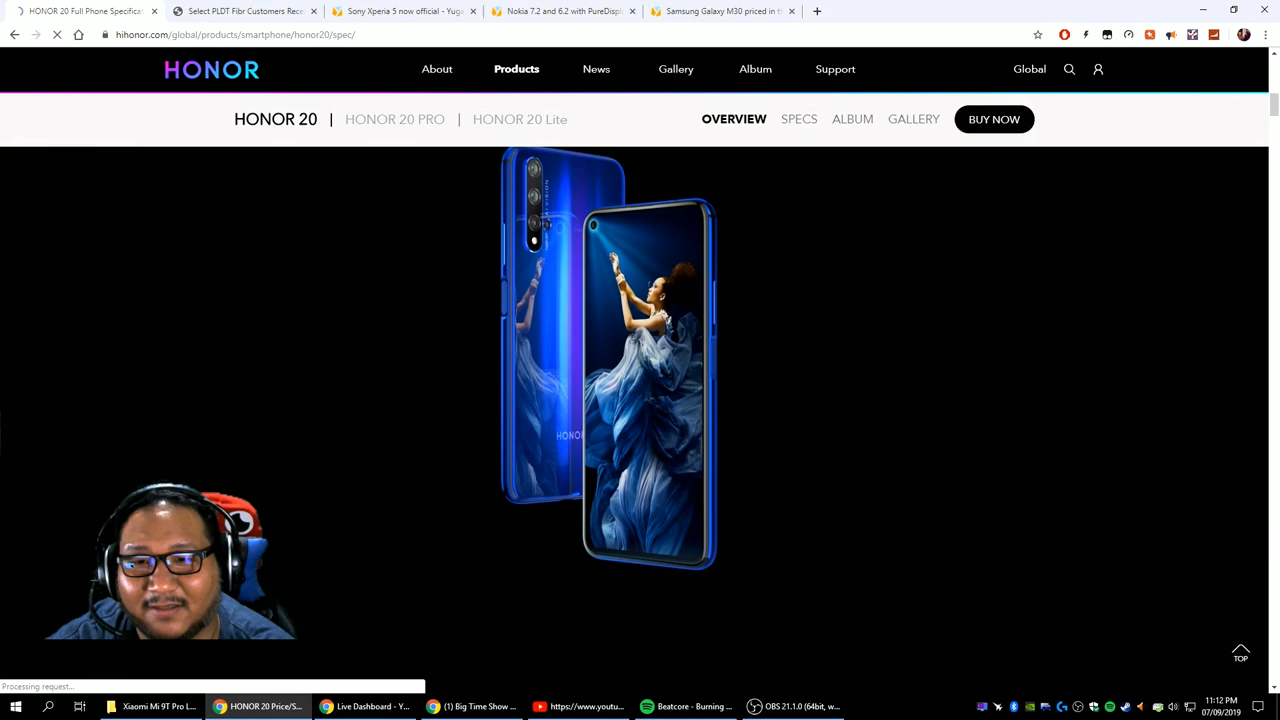 HONOR 20 Full Phone Specificat
Select PLDT Fibr Customers Rece
Sony Xperia 5 now official - Yuga
Nokia 7.2 and 6.2 with PureDispl
Samsung Galaxy M30 priced in th
hihonor.com/global/products/smartphone/honor20/spec/
HONOR
About
Products
News
Gallery
Album
Support
Global
HONOR 20 | HONOR 20 PRO | HONOR 20 Lite
OVERVIEW
SPECS
ALBUM
GALLERY
BUY NOW
HONOR
TOP
Processing request...
Xiaomi Mi 9T Pro L...
HONOR 20 Price/S...
Live Dashboard - Y...
(1) Big Time Show ...
https://www.youtu...
Beatcore - Burning ...
OBS 21.1.0 (64bit, w...
11:12 PM
07/09/2019